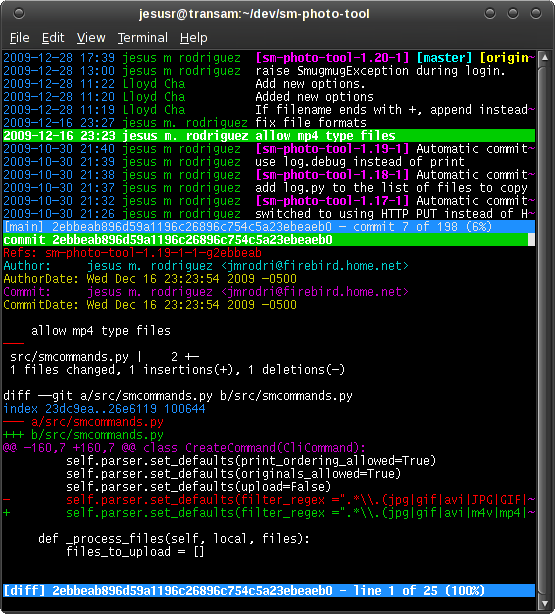 jesusr@transam:~/dev/sm-photo-tool
File Edit View Terminal Help
2009-12-28 17:39 jesus m rodriguez [sm-photo-tool-1.20-1] [master] [origin~
2009-12-28 13:00 jesus m rodriguez raise SmugmugException during login.
2009-12-28 11:22 Lloyd Cha Add new options.
2009-12-28 11:20 Lloyd Cha Added new options
2009-12-28 11:19 Lloyd Cha If filename ends with +, append instead~
2009-12-16 23:27 jesus m. rodriguez fix file formats
2009-12-16 23:23 jesus m. rodriguez allow mp4 type files
2009-10-30 21:40 jesus m rodriguez [sm-photo-tool-1.19-1] Automatic commit~
2009-10-30 21:39 jesus m rodriguez use log.debug instead of print
2009-10-30 21:38 jesus m rodriguez [sm-photo-tool-1.18-1] Automatic commit~
2009-10-30 21:37 jesus m rodriguez add log.py to the list of files to copy
2009-10-30 21:32 jesus m rodriguez [sm-photo-tool-1.17-1] Automatic commit~
2009-10-30 21:26 jesus m rodriguez switched to using HTTP PUT instead of H~
[main] 2ebbeab896d59a1196c26896c754c5a23ebeaeb0 - commit 7 of 198 (6%)
commit 2ebbeab896d59a1196c26896c754c5a23ebeaeb0
Refs: sm-photo-tool-1.19-1-1-g2ebbeab
Author: jesus m. rodriguez <jmrodri@firebird.home.net>
AuthorDate: Wed Dec 16 23:23:54 2009 -0500
Commit: jesus m. rodriguez <jmrodri@firebird.home.net>
CommitDate: Wed Dec 16 23:23:54 2009 -0500
allow mp4 type files
---
src/smcommands.py | 2 +-
1 files changed, 1 insertions(+), 1 deletions(-)
diff --git a/src/smcommands.py b/src/smcommands.py
index 23dc9ea..26e6119 100644
--- a/src/smcommands.py
+++ b/src/smcommands.py
@@ -160,7 +160,7 @@ class CreateCommand(CliCommand):
self.parser.set_defaults(print_ordering_allowed=True)
self.parser.set_defaults(originals_allowed=True)
self.parser.set_defaults(upload=False)
- self.parser.set_defaults(filter_regex =".*\\.(jpg|gif|avi|JPG|GIF|~
+ self.parser.set_defaults(filter_regex =".*\\.(jpg|gif|avi|m4v|mp4|~
def _process_files(self, local, files):
files_to_upload = []
[diff] 2ebbeab896d59a1196c26896c754c5a23ebeaeb0 - line 1 of 25 (100%)